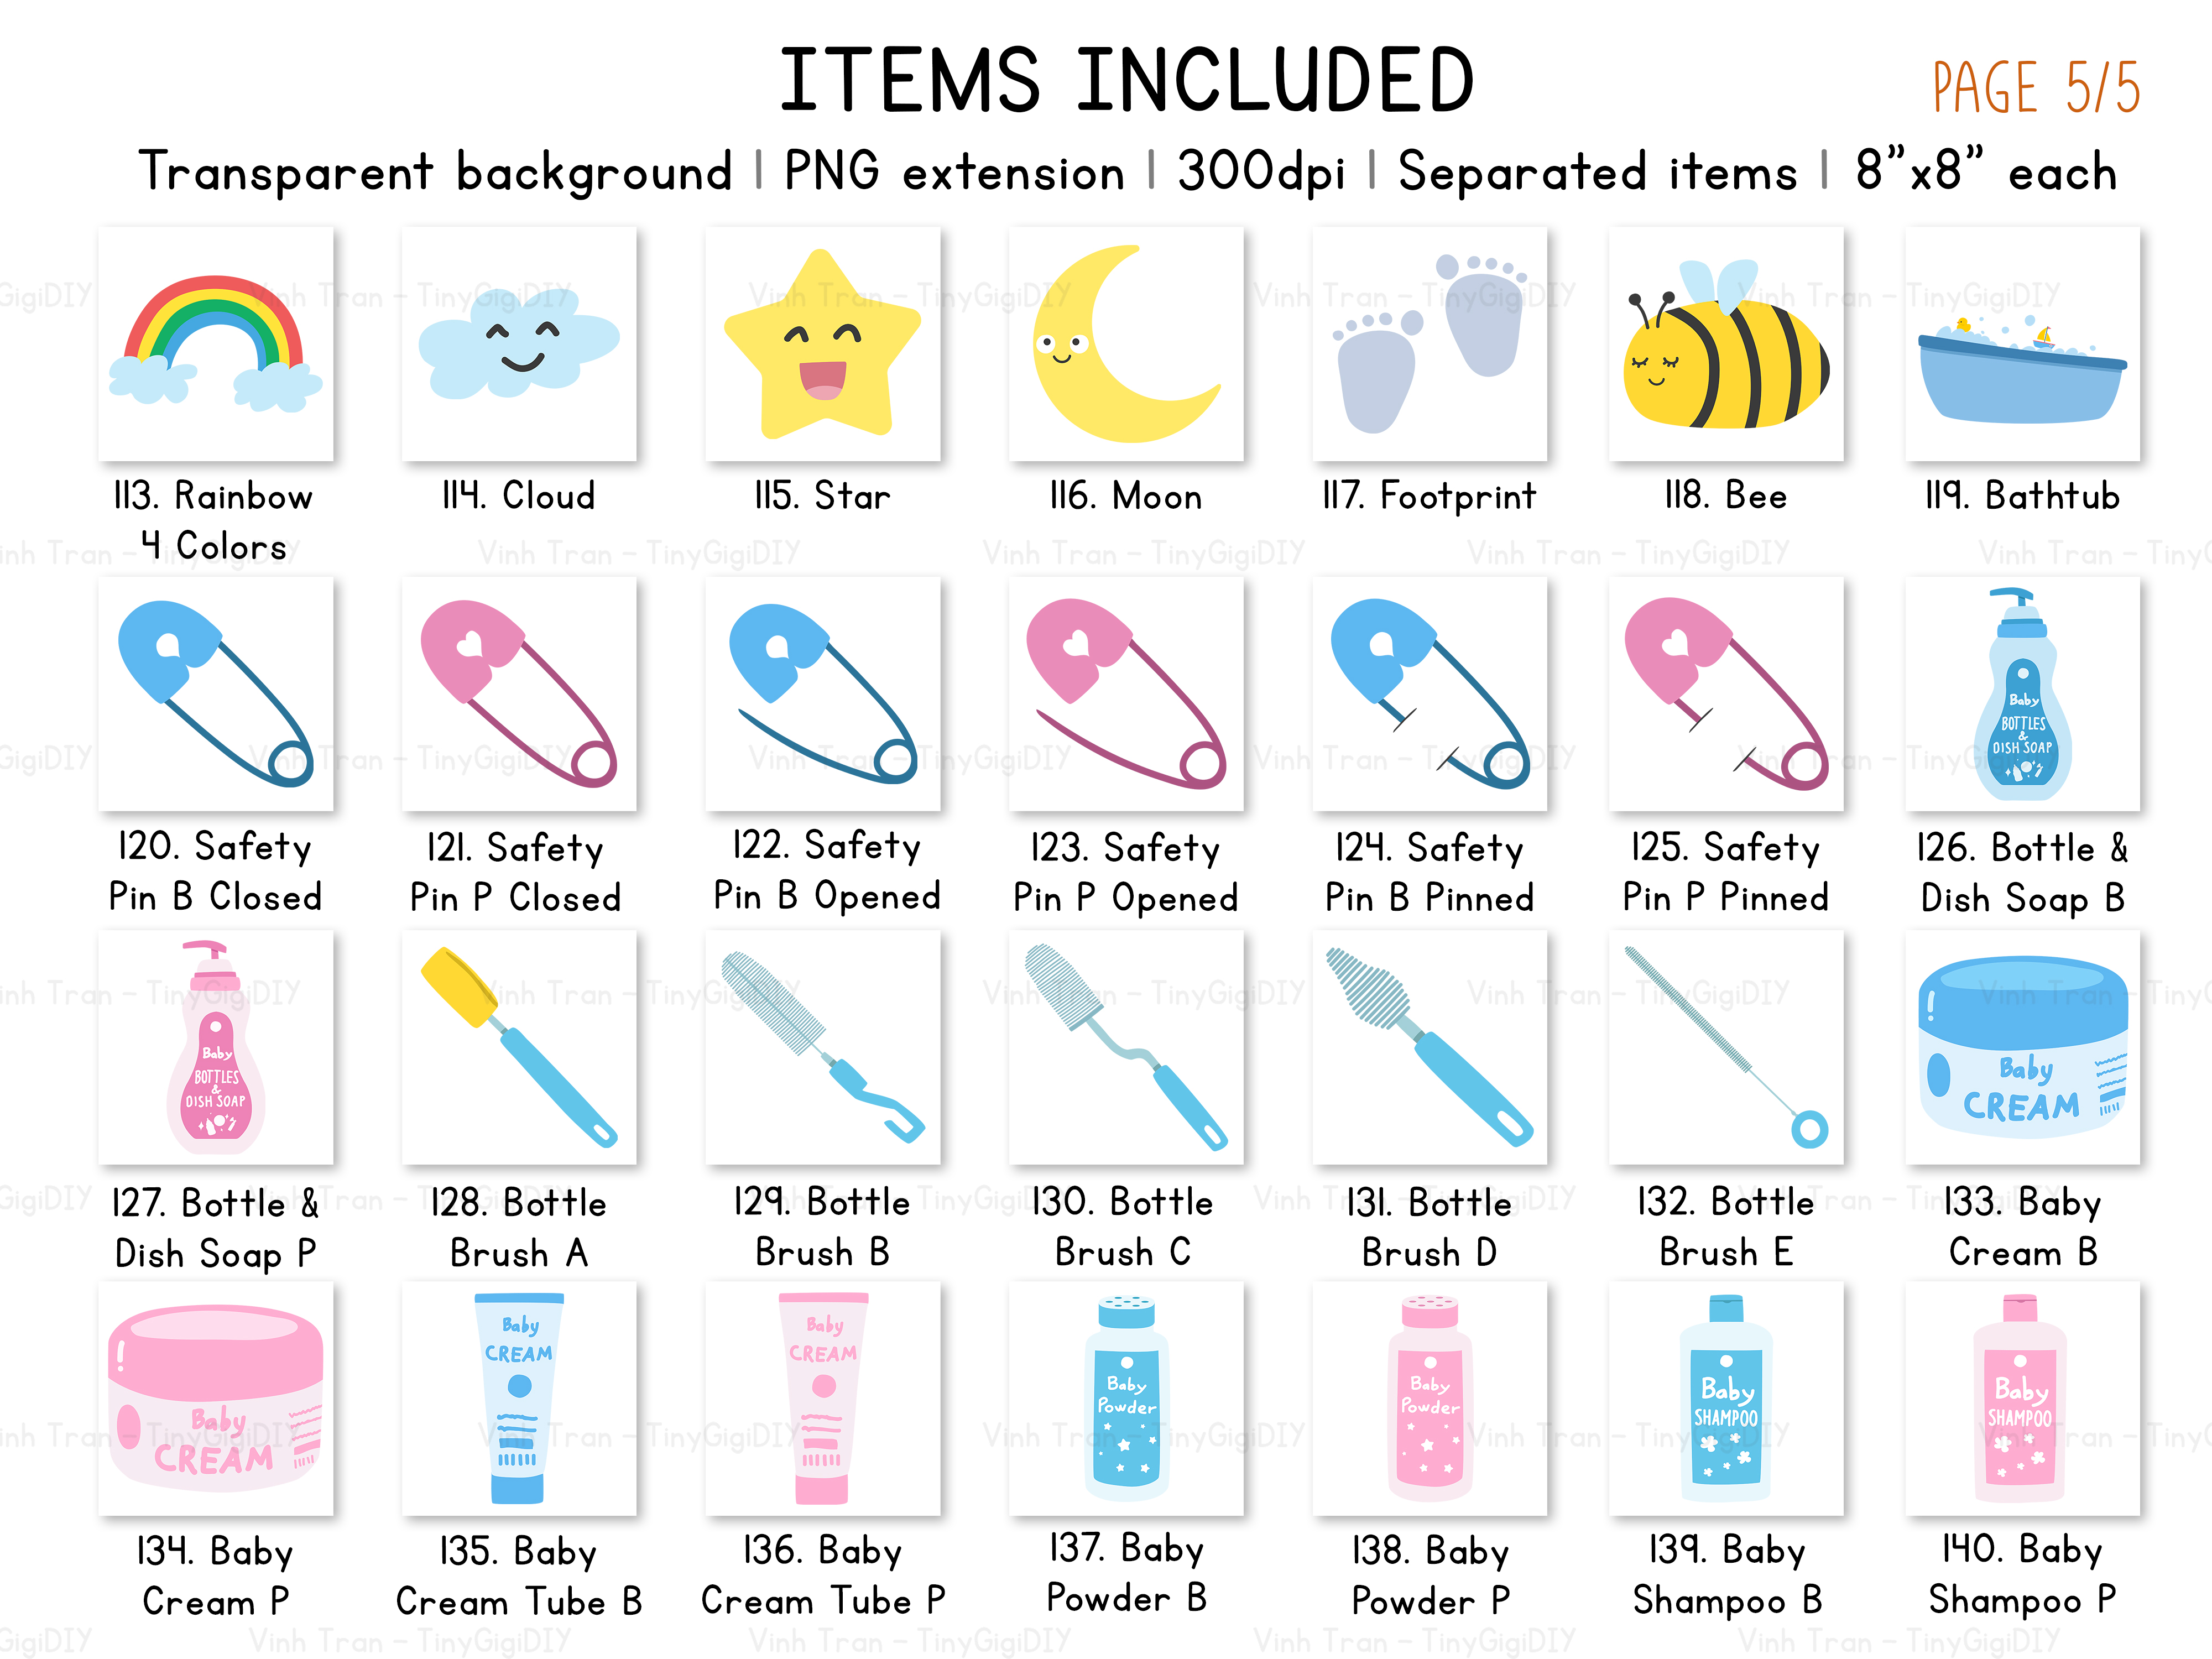 ITEMS INCLUDED
PAGE 5/5
Transparent background | PNG extension | 300dpi | Separated items | 8”x8” each
113. Rainbow
4 Colors
114. Cloud
115. Star
116. Moon
117. Footprint
118. Bee
119. Bathtub
Baby
BOTTLES
&
DISH SOAP
120. Safety
Pin B Closed
121. Safety
Pin P Closed
122. Safety
Pin B Opened
123. Safety
Pin P Opened
124. Safety
Pin B Pinned
125. Safety
Pin P Pinned
126. Bottle &
Dish Soap B
Baby
BOTTLES
&
DISH SOAP
Baby
CREAM
127. Bottle &
Dish Soap P
128. Bottle
Brush A
129. Bottle
Brush B
130. Bottle
Brush C
131. Bottle
Brush D
132. Bottle
Brush E
133. Baby
Cream B
Baby
CREAM
Baby
CREAM
Baby
CREAM
Baby
Powder
Baby
Powder
Baby
SHAMPOO
Baby
SHAMPOO
134. Baby
Cream P
135. Baby
Cream Tube B
136. Baby
Cream Tube P
137. Baby
Powder B
138. Baby
Powder P
139. Baby
Shampoo B
140. Baby
Shampoo P
Vinh Tran - TinyGigiDIY